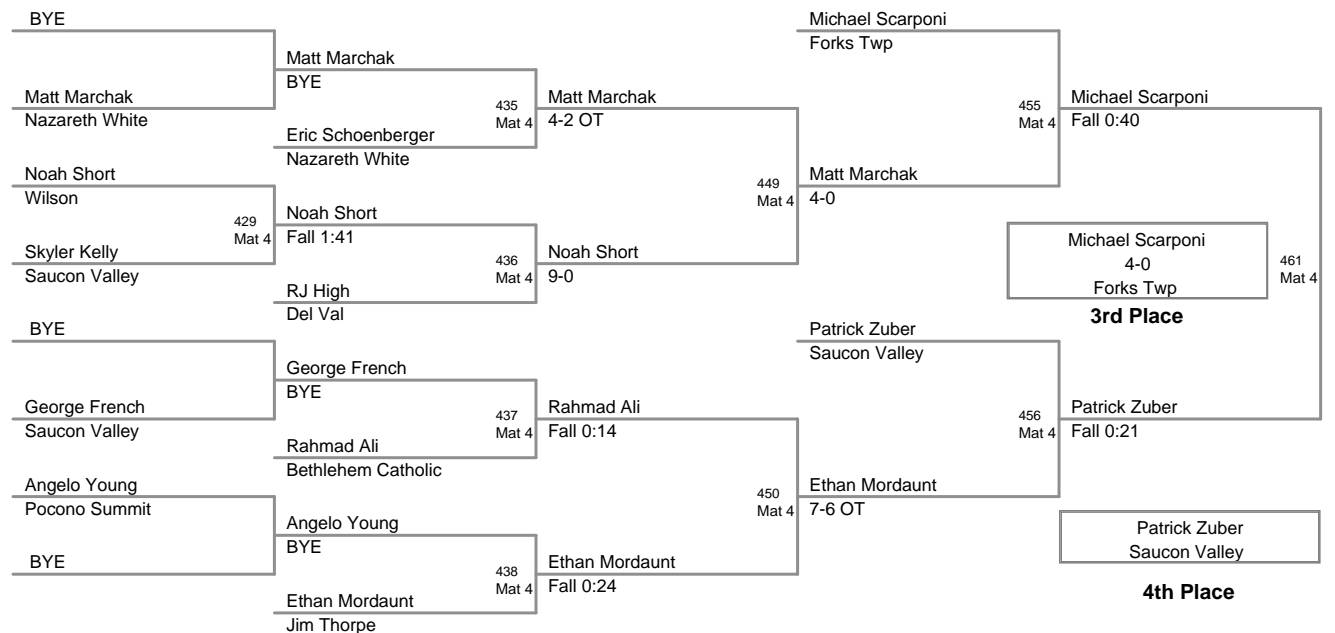 BYE
Michael Scarponi
Forks Twp
Matt Marchak
BYE
Matt Marchak
Nazareth White
435
Mat 4
Matt Marchak
4-2 OT
455
Mat 4
Michael Scarponi
Fall 0:40
Eric Schoenberger
Nazareth White
Noah Short
Wilson
449
Mat 4
Matt Marchak
4-0
429
Mat 4
Noah Short
Fall 1:41
Skyler Kelly
Saucon Valley
436
Mat 4
Noah Short
9-0
Michael Scarponi
4-0
Forks Twp
461
Mat 4
RJ High
Del Val
3rd Place
BYE
Patrick Zuber
Saucon Valley
George French
BYE
George French
Saucon Valley
437
Mat 4
Rahmad Ali
Fall 0:14
456
Mat 4
Patrick Zuber
Fall 0:21
Rahmad Ali
Bethlehem Catholic
Angelo Young
Pocono Summit
450
Mat 4
Ethan Mordaunt
7-6 OT
Angelo Young
BYE
Patrick Zuber
Saucon Valley
BYE
438
Mat 4
Ethan Mordaunt
Fall 0:24
4th Place
Ethan Mordaunt
Jim Thorpe